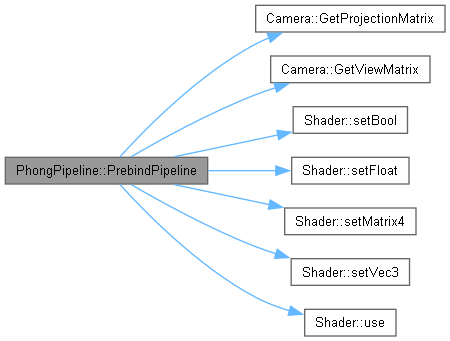 Camera::GetProjectionMatrix
Camera::GetViewMatrix
Shader::setBool
PhongPipeline::PrebindPipeline
Shader::setFloat
Shader::setMatrix4
Shader::setVec3
Shader::use